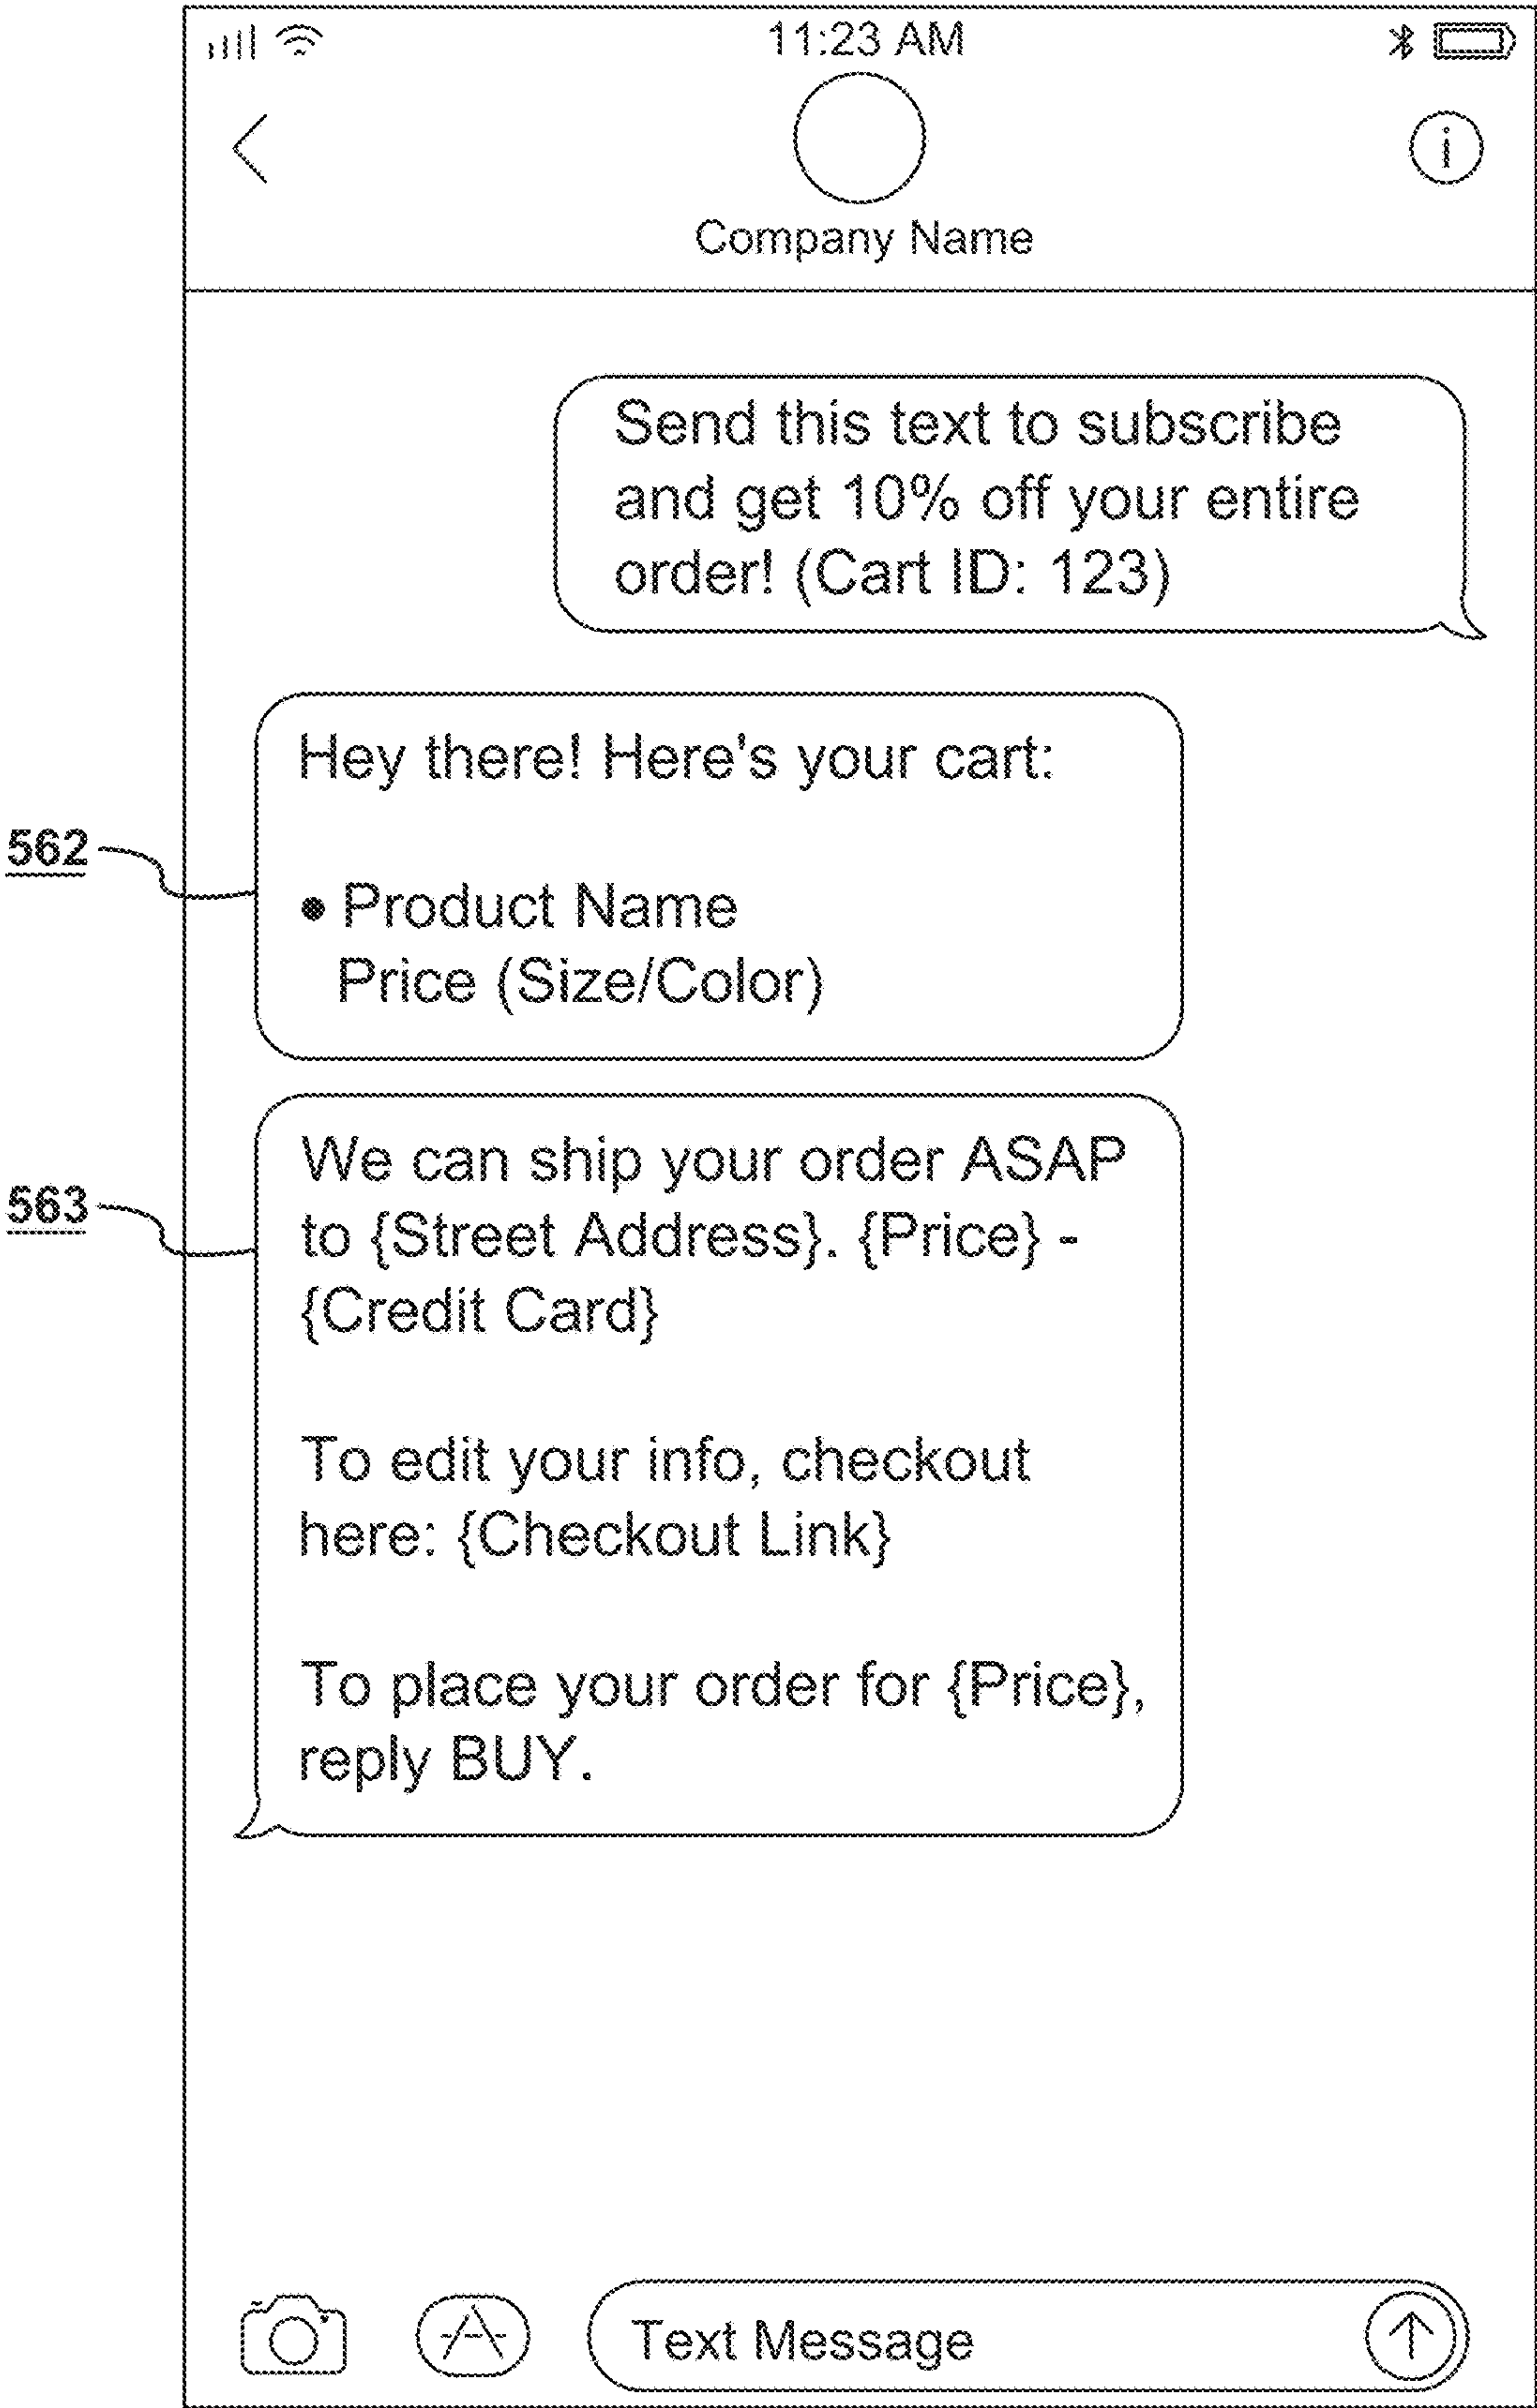 11:23 AM
i
Company Name
Send this text to subscribe
and get 10% off your entire
order! (Cart ID: 123)
Hey there! Here's your cart:
562
• Product Name
Price (Size/Color)
We can ship your order ASAP
563
to {Street Address}. {Price} -
{Credit Card}
To edit your info, checkout
here: {Checkout Link}
To place your order for {Price},
reply BUY.
Text Message